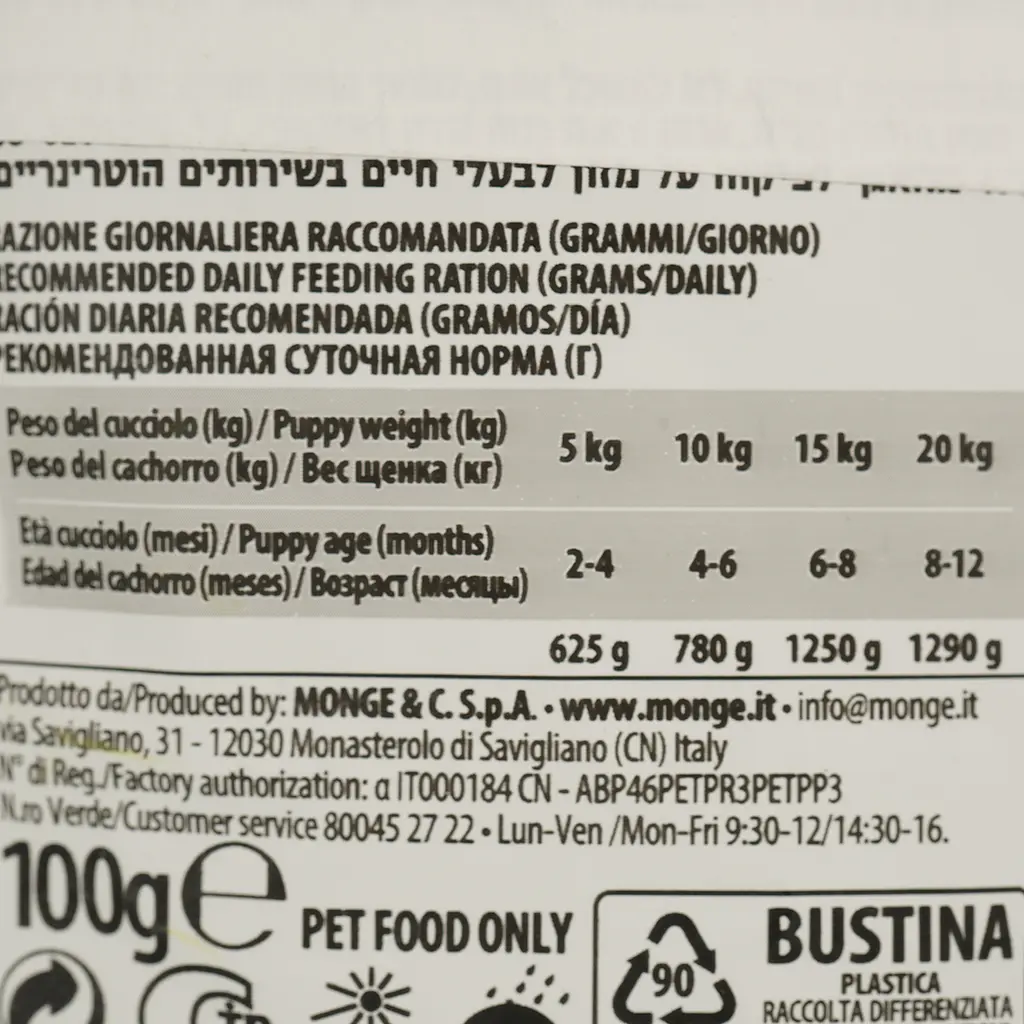 לבעלי חיים בשירותים הוטרינריים
AZIONE GIORNALIERA RACCOMANDATA (GRAMMI/GIORNO)
ECOMMENDED DAILY FEEDING RATION (GRAMS/DAILY)
RACIÓN DIARIA RECOMENDADA (GRAMOS/DÍA)
РЕКОМЕНДОВАННАЯ СУТОЧНАЯ НОРМА (Г)
Peso del cucciolo (kg) / Puppy weight (kg)
Peso del cachorro (kg) / Вес щенка (кг)
5 kg 10 kg 15 kg 20 kg
Età cucciolo (mesi) / Puppy age (months)
Edad del cachorro (meses) / Возраст (месяцы)
2-4 4-6 6-8 8-12
625 g 780 g 1250 g 1290 g
Prodotto da/Produced by: MONGE & C. S.p.A. • www.monge.it • info@monge.it
via Savigliano, 31 - 12030 Monasterolo di Savigliano (CN) Italy
N° di Reg./Factory authorization: α IT000184 CN - ABP46PETPR3PETPP3
N.ro Verde/Customer service 80045 27 22 • Lun-Ven /Mon-Fri 9:30-12/14:30-16.
100g e
PET FOOD ONLY
90
BUSTINA
PLASTICA
RACCOLTA DIFFERENZIATA